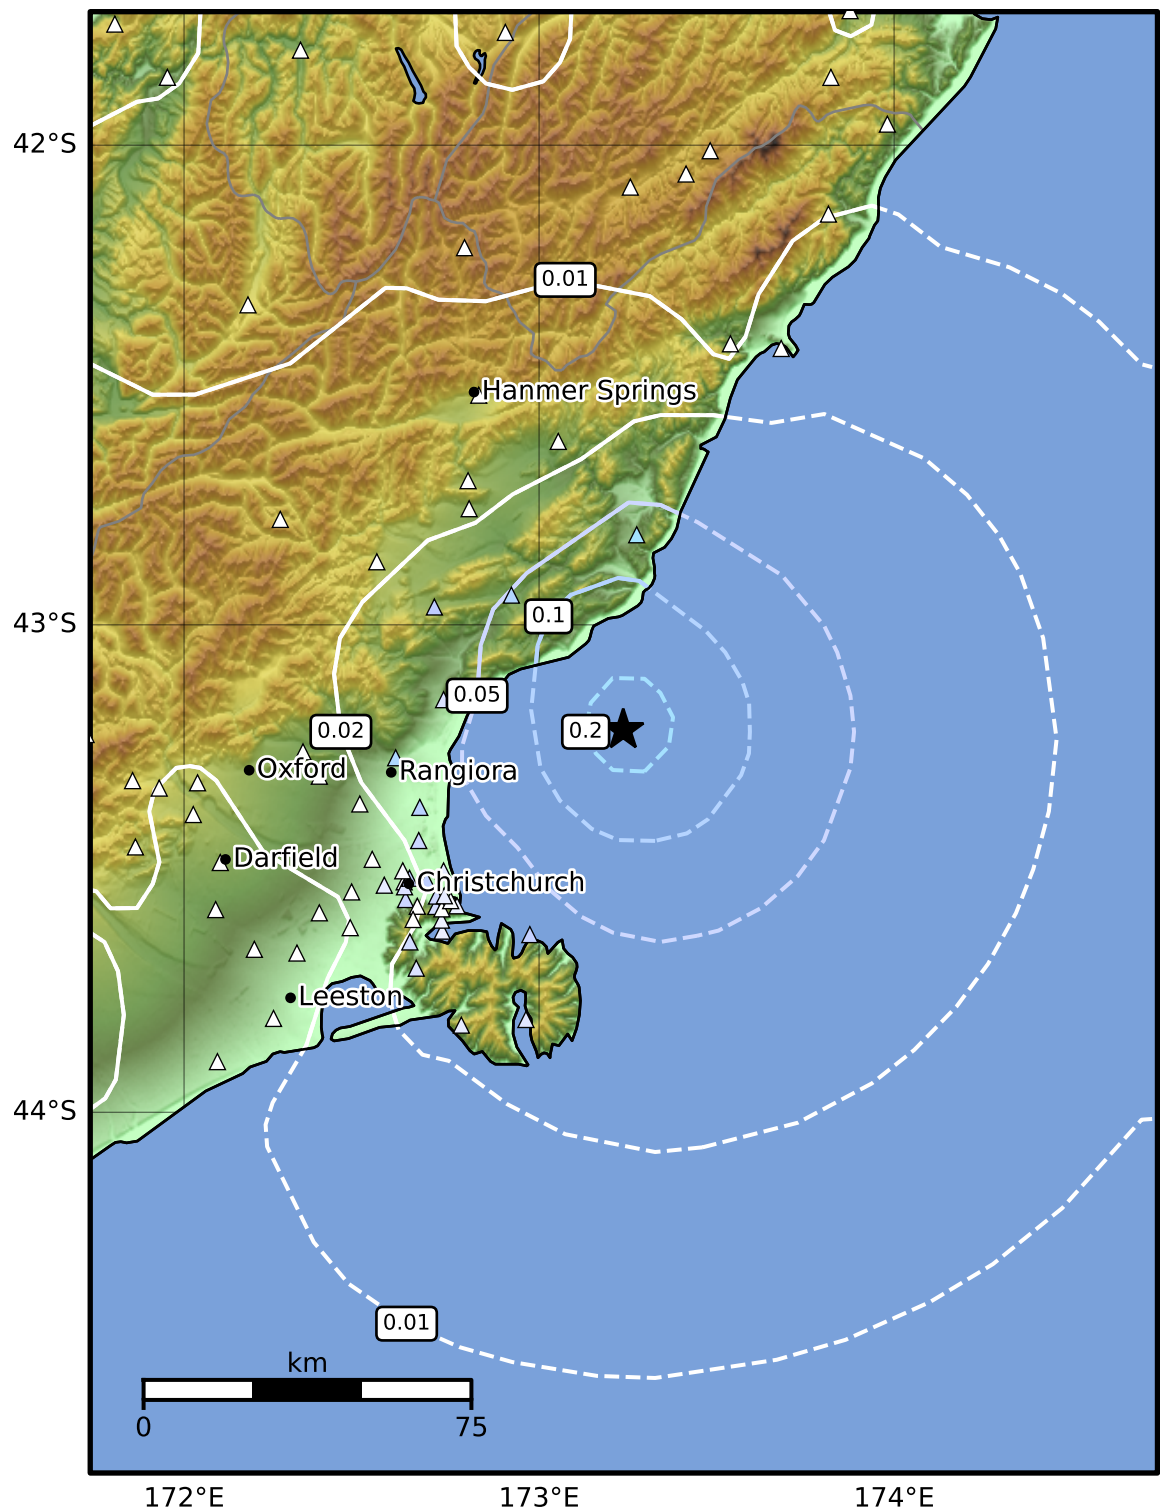 42°S
0.01
Hanmer Springs
43°S
0.1
0.05
0.02
0.2
Oxford
Rangiora
Darfield
Christchurch
Leeston
44°S
0.01
km
0
75
172°E
173°E
174°E